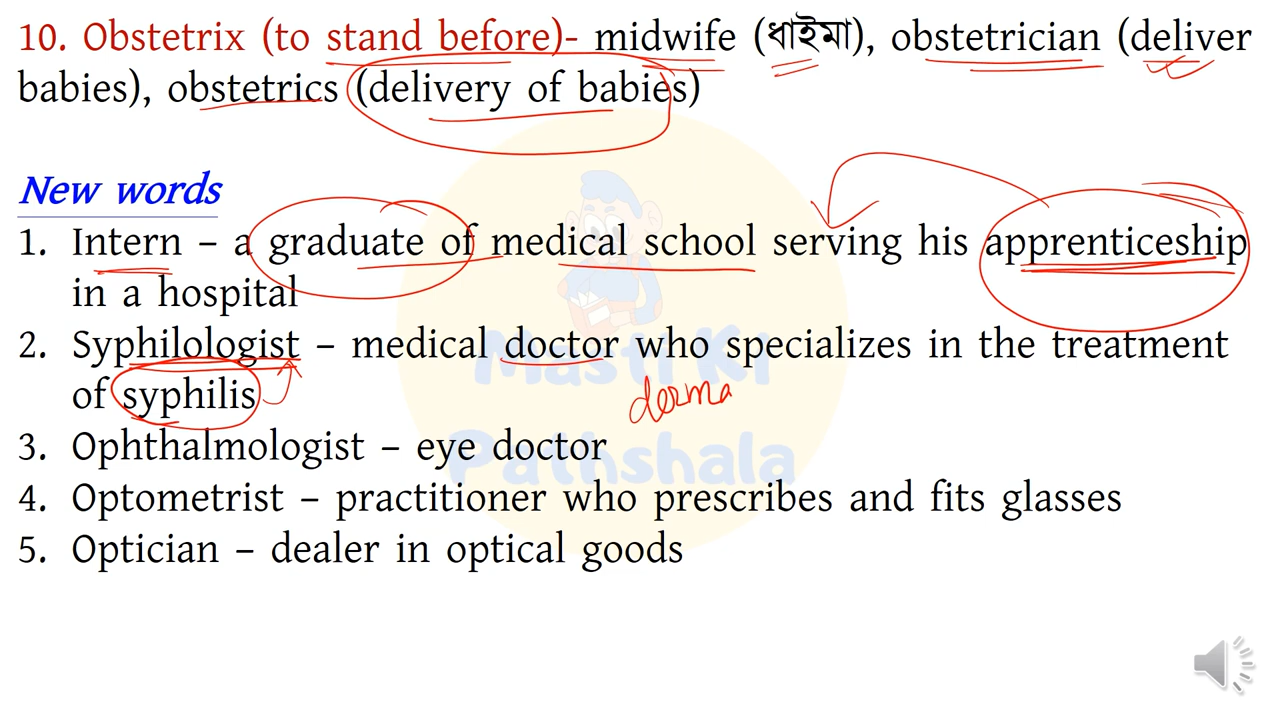 10. Obstetrix (to stand before)- midwife (ধাইমা), obstetrician (deliver
babies), obstetrics (delivery of babies)
New words
1. Intern – a graduate of medical school serving his apprenticeship
in a hospital
2. Syphilologist – medical doctor who specializes in the treatment
of syphilis
derma
3. Ophthalmologist – eye doctor
4. Optometrist – practitioner who prescribes and fits glasses
5. Optician – dealer in optical goods
Masti Ki
Pathshala